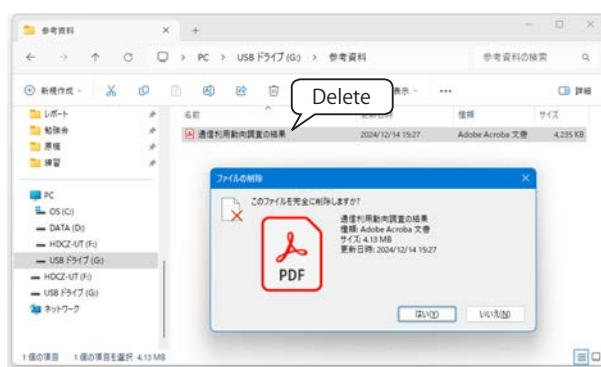 参考資料
PC > USB ドライブ (G:) > 参考資料
参考資料の検索
新規作成
詳細
Delete
名前
種類
サイズ
通信利用動向調査の結果 2024/12/14 15:27 Adobe Acroba 文書 4,235 KB
レポート
勉強会
原稿
練習
PC
OS (C:)
DATA (D:)
HDCZ-UT (F:)
USB ドライブ (G:)
HDCZ-UT (F:)
USB ドライブ (G:)
ネットワーク
ファイルの削除
このファイルを完全に削除しますか?
通信利用動向調査の結果
種類: Adobe Acroba 文書
サイズ: 4.13 MB
更新日時: 2024/12/14 15:27
PDF
はい(Y)
いいえ(N)
1 個の項目 1 個の項目を選択 4.13 MB